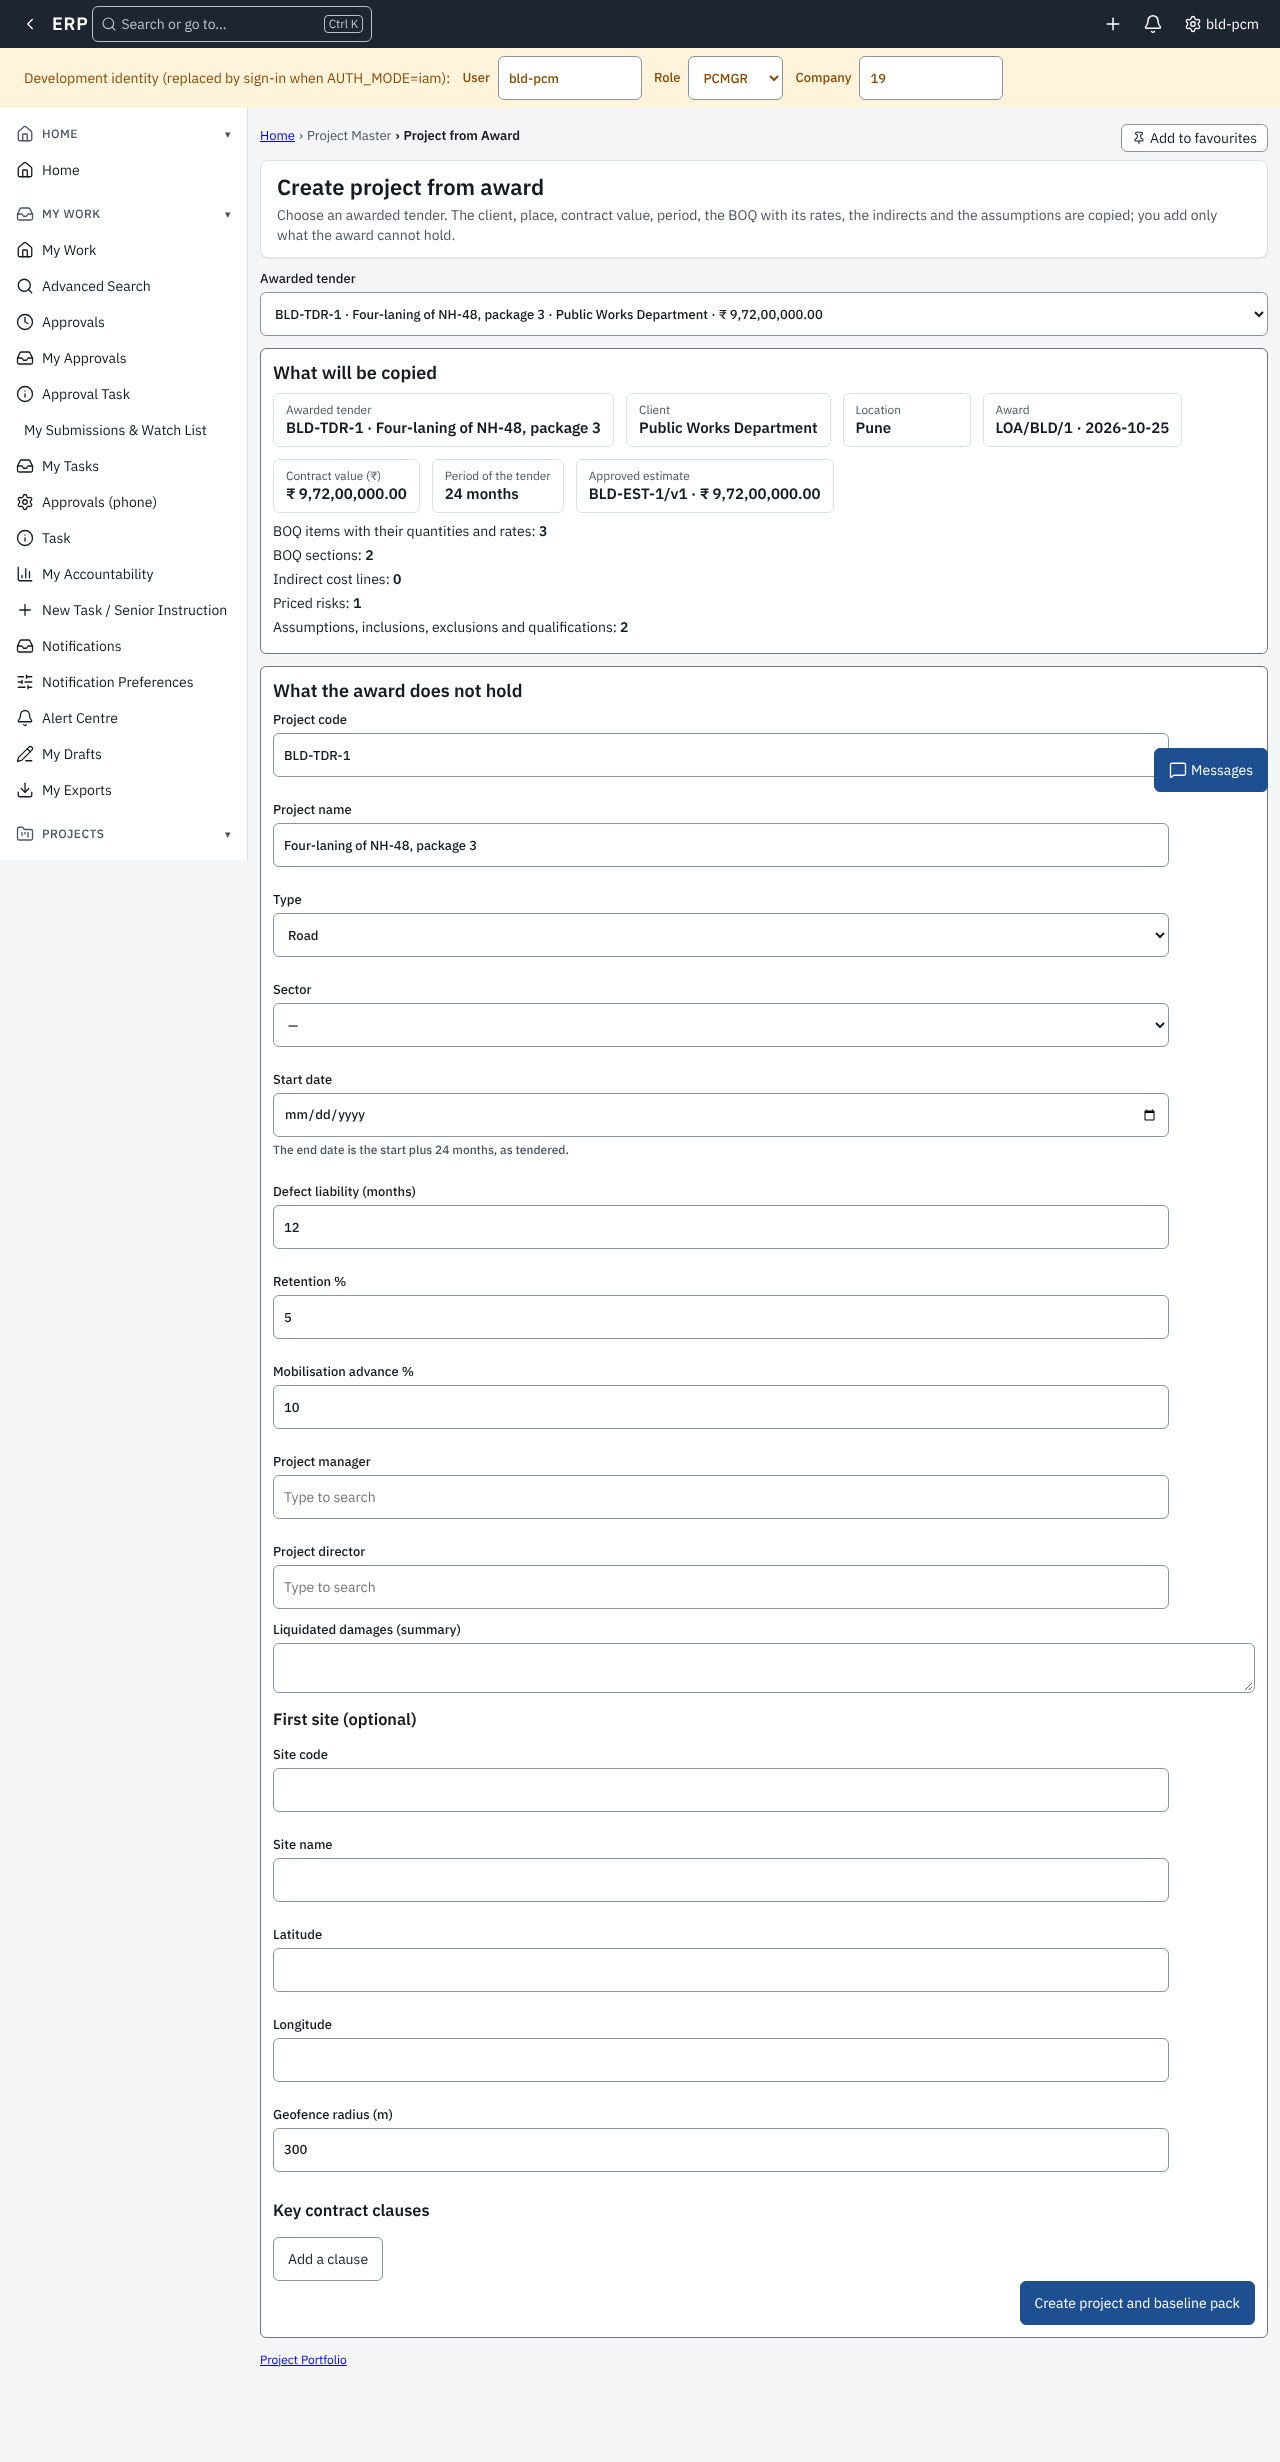 ERP
Search or go to...
Ctrl K
bld-pcm
Development identity (replaced by sign-in when AUTH_MODE=iam):
User
bld-pcm
Role
PCMGR
Company
19
HOME
Home
MY WORK
My Work
Advanced Search
Approvals
My Approvals
Approval Task
My Submissions & Watch List
My Tasks
Approvals (phone)
Task
My Accountability
New Task / Senior Instruction
Notifications
Notification Preferences
Alert Centre
My Drafts
My Exports
PROJECTS
Home › Project Master › Project from Award
Add to favourites
Create project from award
Choose an awarded tender. The client, place, contract value, period, the BOQ with its rates, the indirects and the assumptions are copied; you add only
what the award cannot hold.
Awarded tender
BLD-TDR-1 · Four-laning of NH-48, package 3 · Public Works Department · ₹ 9,72,00,000.00
What will be copied
Awarded tender
BLD-TDR-1 · Four-laning of NH-48, package 3
Client
Public Works Department
Location
Pune
Award
LOA/BLD/1 · 2026-10-25
Contract value (₹)
₹ 9,72,00,000.00
Period of the tender
24 months
Approved estimate
BLD-EST-1/v1 · ₹ 9,72,00,000.00
BOQ items with their quantities and rates: 3
BOQ sections: 2
Indirect cost lines: 0
Priced risks: 1
Assumptions, inclusions, exclusions and qualifications: 2
What the award does not hold
Project code
BLD-TDR-1
Messages
Project name
Four-laning of NH-48, package 3
Type
Road
Sector
—
Start date
mm/dd/yyyy
The end date is the start plus 24 months, as tendered.
Defect liability (months)
12
Retention %
5
Mobilisation advance %
10
Project manager
Type to search
Project director
Type to search
Liquidated damages (summary)
First site (optional)
Site code
Site name
Latitude
Longitude
Geofence radius (m)
300
Key contract clauses
Add a clause
Create project and baseline pack
Project Portfolio